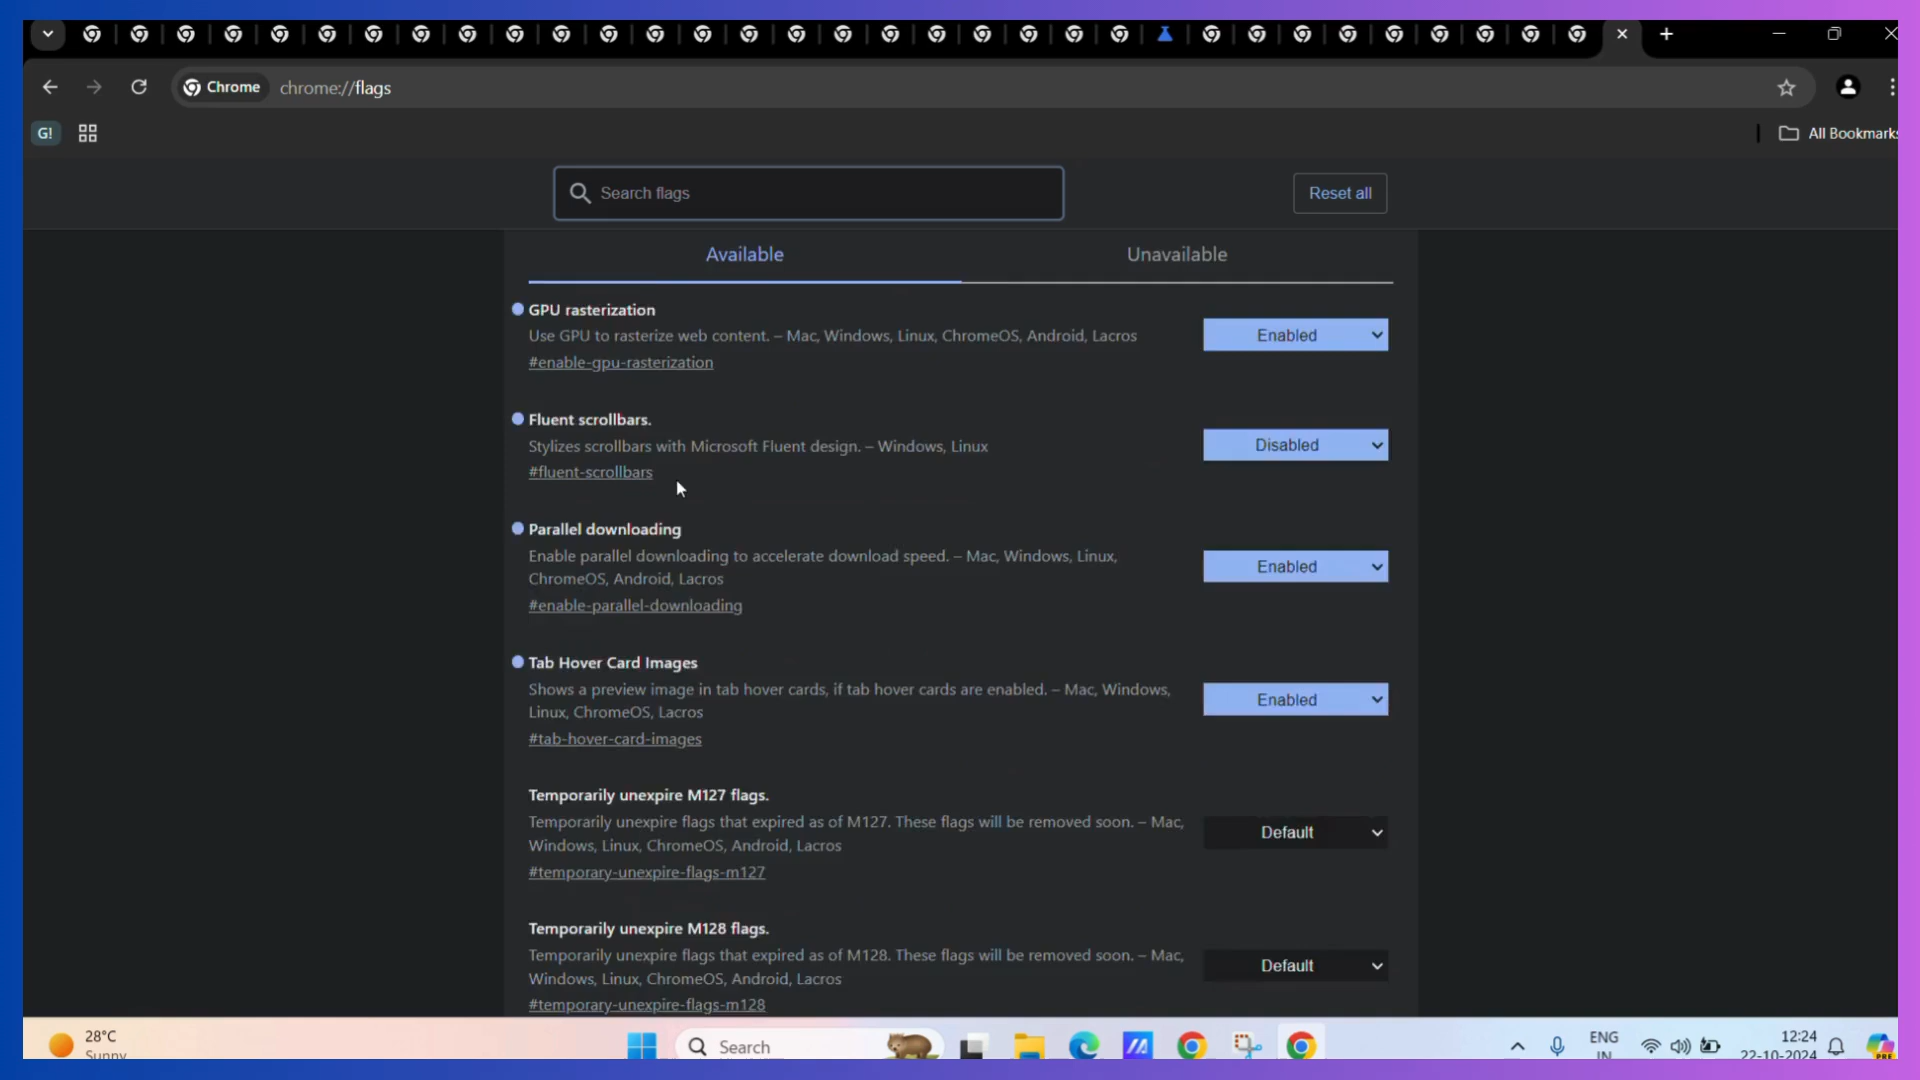 Chrome
chrome://flags
G!
All Bookmarks
Search flags
Reset all
Available
Unavailable
GPU rasterization
Use GPU to rasterize web content. – Mac, Windows, Linux, ChromeOS, Android, Lacros
#enable-gpu-rasterization
Enabled
Fluent scrollbars.
Stylizes scrollbars with Microsoft Fluent design. – Windows, Linux
#fluent-scrollbars
Disabled
Parallel downloading
Enable parallel downloading to accelerate download speed. – Mac, Windows, Linux,
ChromeOS, Android, Lacros
#enable-parallel-downloading
Enabled
Tab Hover Card Images
Shows a preview image in tab hover cards, if tab hover cards are enabled. – Mac, Windows,
Linux, ChromeOS, Lacros
#tab-hover-card-images
Enabled
Temporarily unexpire M127 flags.
Temporarily unexpire flags that expired as of M127. These flags will be removed soon. – Mac,
Windows, Linux, ChromeOS, Android, Lacros
#temporary-unexpire-flags-m127
Default
Temporarily unexpire M128 flags.
Temporarily unexpire flags that expired as of M128. These flags will be removed soon. – Mac,
Windows, Linux, ChromeOS, Android, Lacros
#temporary-unexpire-flags-m128
Default
28°C
Sunny
Search
ENG
IN
12:24
22-10-2024
PRE